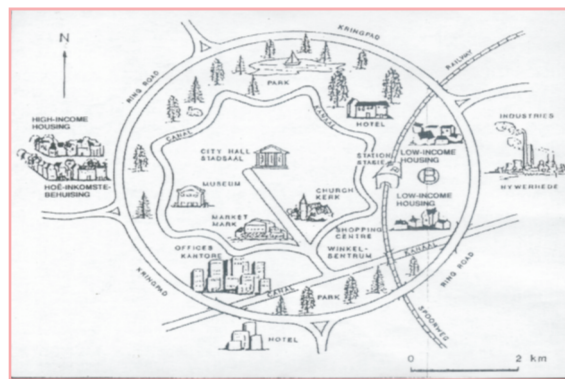 KRINGPAD
N
RING ROAD
PARK
RAILWAY
HIGH-INCOME
HOUSING
HOË-INKOMSTE-
BEHUISING
CANAL
KANAAL
HOTEL
INDUSTRIES
NYWERHEDE
CITY HALL
STADSAAL
STATION
STASIE
LOW-INCOME
HOUSING
MUSEUM
CHURCH
KERK
LOW-INCOME
HOUSING
MARKET
MARK
SHOPPING
CENTRE
WINKEL-
SENTRUM
OFFICES
KANTORE
KANAAL
RING ROAD
CANAL
PARK
KRINGPAD
SPOORWEG
HOTEL
0 2 km